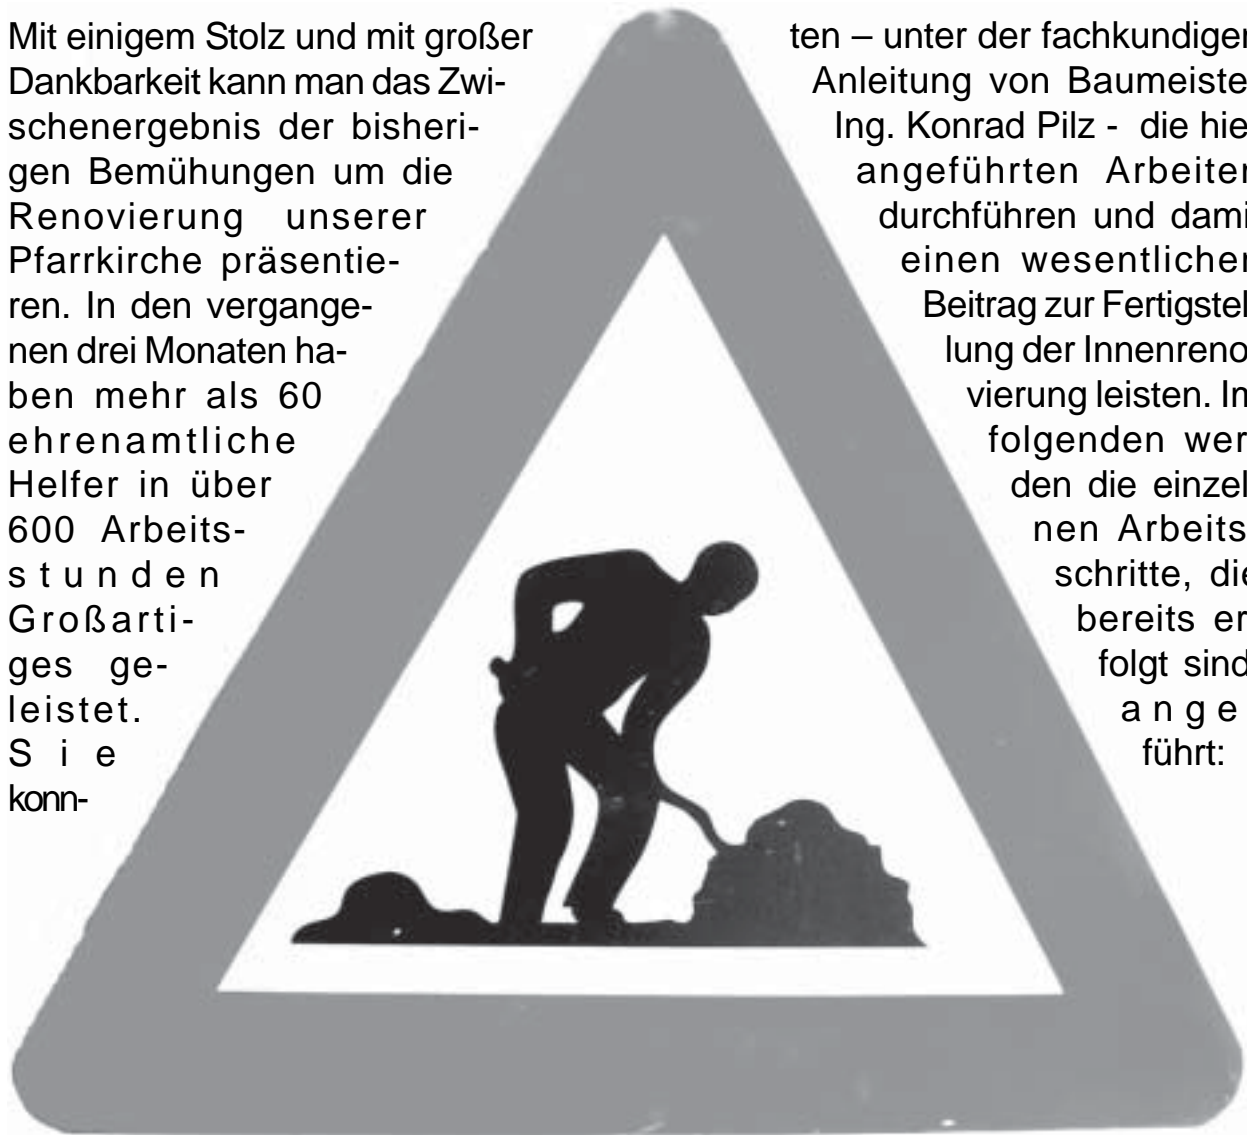 Mit einigem Stolz und mit großer
Dankbarkeit kann man das Zwi-
schenergebnis der bisheri-
gen Bemühungen um die
Renovierung unserer
Pfarrkirche präsentie-
ren. In den vergange-
nen drei Monaten ha-
ben mehr als 60
ehrenamtliche
Helfer in über
600 Arbeits-
stunden
Großarti-
ges ge-
leistet.
Sie
konn-
ten – unter der fachkundigen
Anleitung von Baumeiste
Ing. Konrad Pilz - die hie
angeführten Arbeiten
durchführen und dami
einen wesentlichen
Beitrag zur Fertigstel
lung der Innenreno
vierung leisten. Im
folgenden wer
den die einzel
nen Arbeits
schritte, die
bereits er
folgt sind
ange
führt: